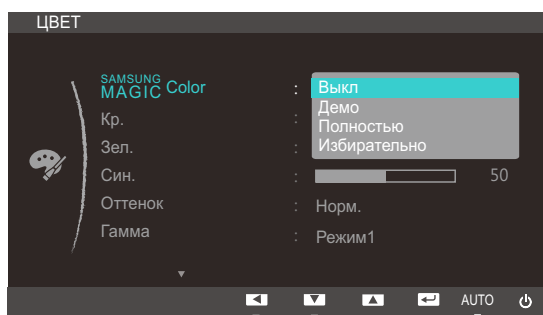 ЦВЕТ
SAMSUNG MAGIC Color : Выкл
Демо
Кр. :
Полностью
Зел. : Избирательно
Син. : 50
Оттенок : Норм.
Гамма : Режим1
AUTO